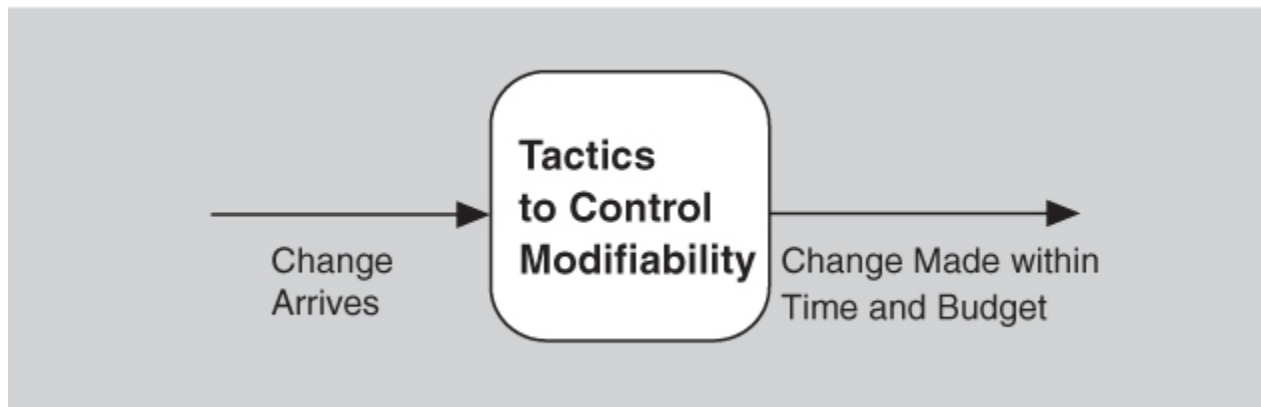 Change
Arrives
Tactics
to Control
Modifiability
Change Made within
Time and Budget